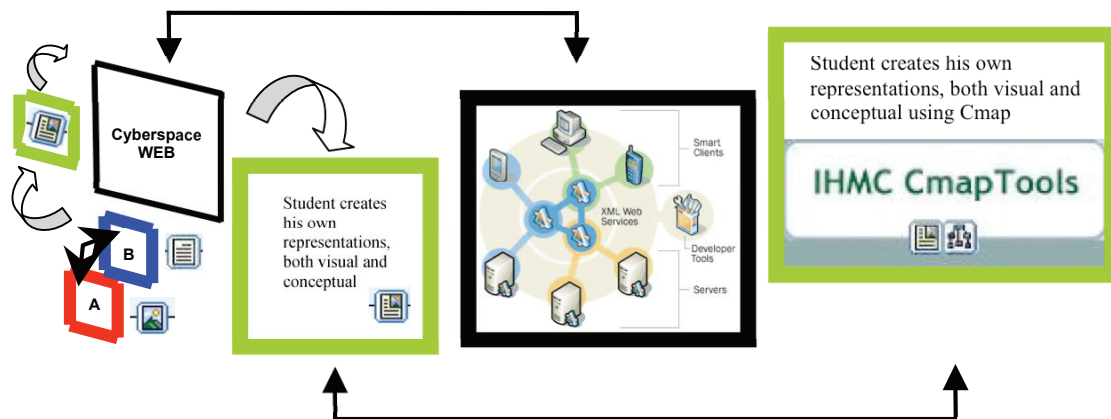 Cyberspace
WEB
B
A
Student creates
his own
representations,
both visual and
conceptual
Smart
Clients
XML Web
Services
Developer
Tools
Servers
Student creates his own
representations, both visual and
conceptual using Cmap
IHMC CmapTools